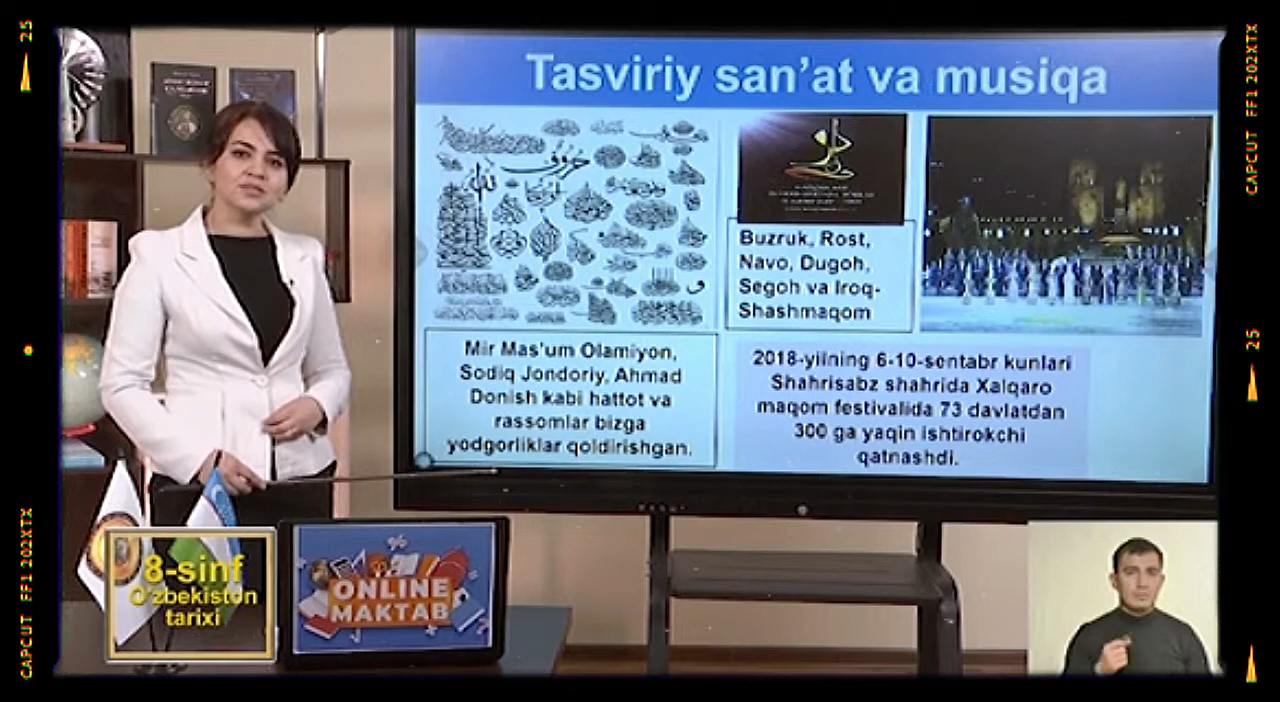 Tasviriy san’at va musiqa
حروف
Buzruk, Rost,
Navo, Dugoh,
Segoh va Iroq-
Shashmaqom
Mir Mas'um Olamiyon,
Sodiq Jondoriy, Ahmad
Donish kabi hattot va
rassomlar bizga
yodgorliklar qoldirishgan.
2018-yilning 6-10-sentabr kunlari
Shahrisabz shahrida Xalqaro
maqom festivalida 73 davlatdan
300 ga yaqin ishtirokchi
qatnashdi.
8-sinf
O'zbekiston
tarixi
ONLINE
MAKTAB
25
CAPCUT FF1 202XTX
CAPCUT FF1 202XTX
25